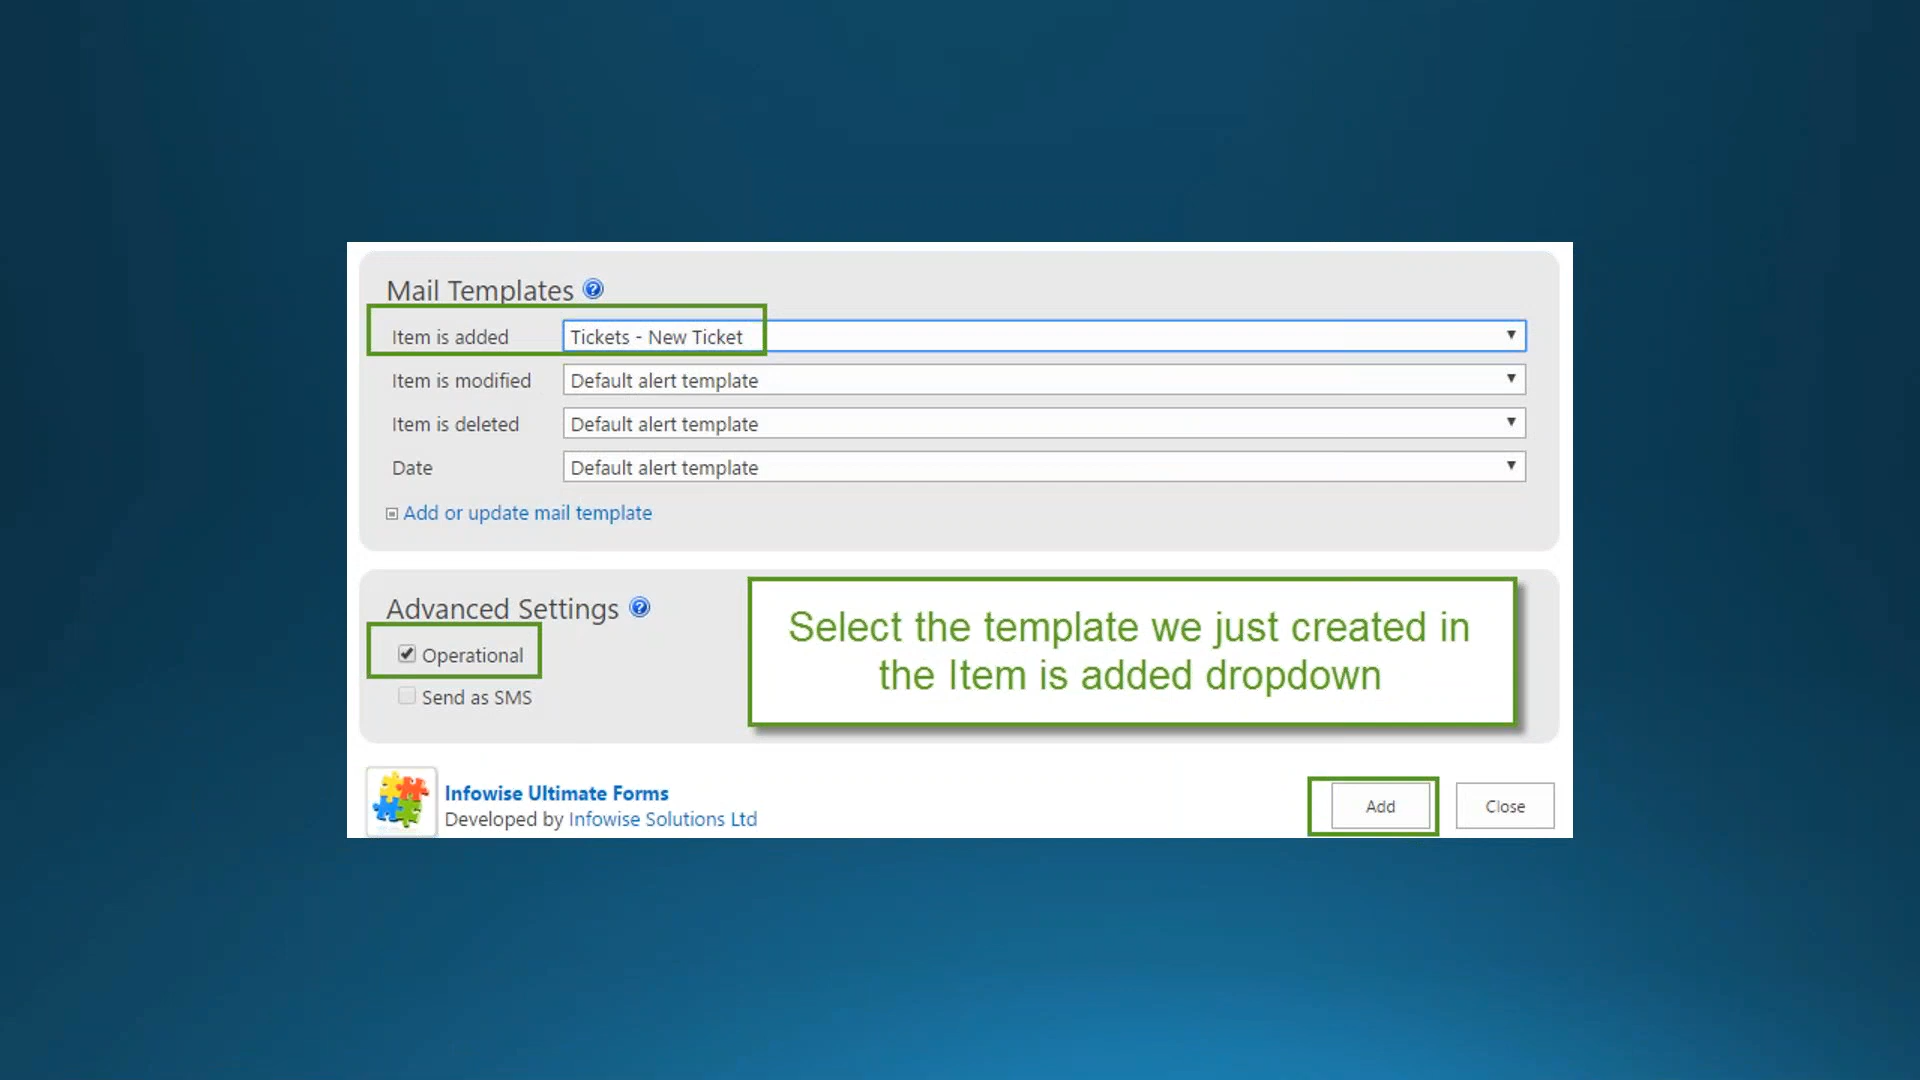 Mail Templates
Item is added Tickets - New Ticket
Item is modified Default alert template
Item is deleted Default alert template
Date Default alert template
Add or update mail template
Advanced Settings
Operational
Send as SMS
Select the template we just created in
the Item is added dropdown
Infowise Ultimate Forms
Developed by Infowise Solutions Ltd
Add Close